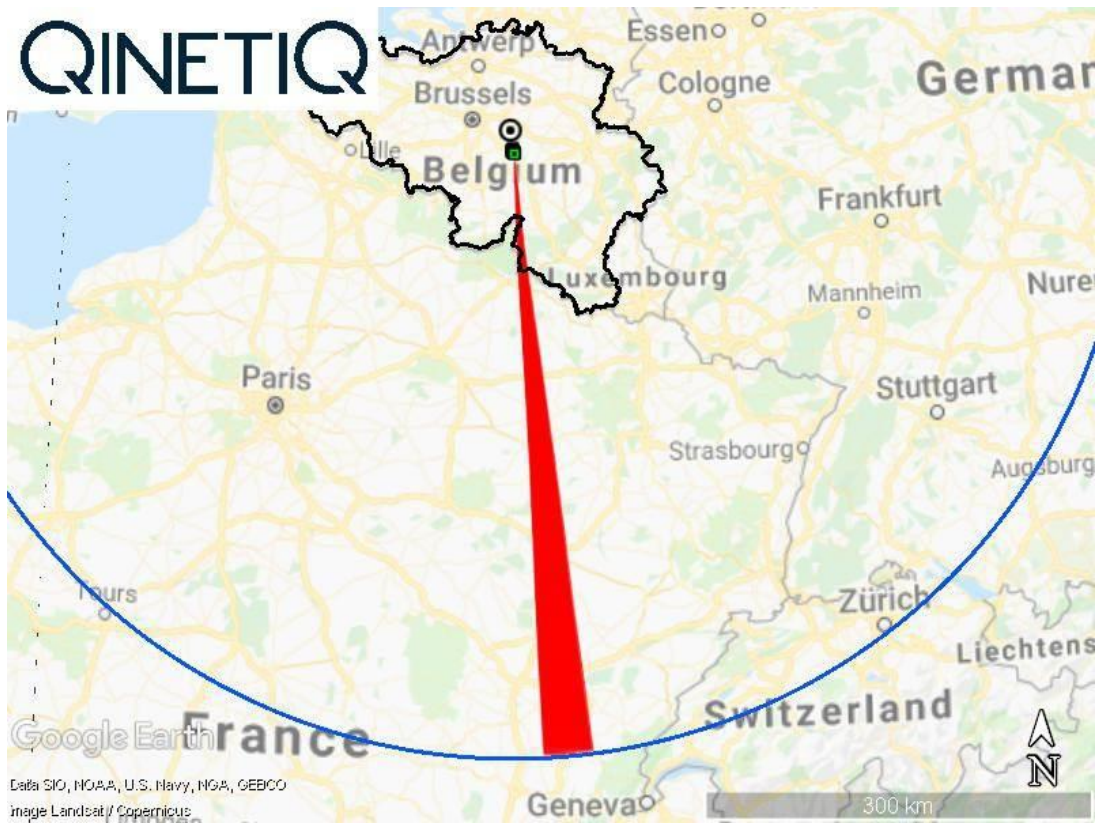 QINETIQ
Antwerp
Essen
Brussels
Cologne
German
Lille
Belgium
Frankfurt
Luxembourg
Mannheim
Nurem
Paris
Stuttgart
Strasbourg
Augsburg
Tours
Zürich
Liechtens
Switzerland
Google Earth
France
N
Data SIO, NOAA, U.S. Navy, NGA, GEBCO
Image Landsat / Copernicus
Geneva
300 km